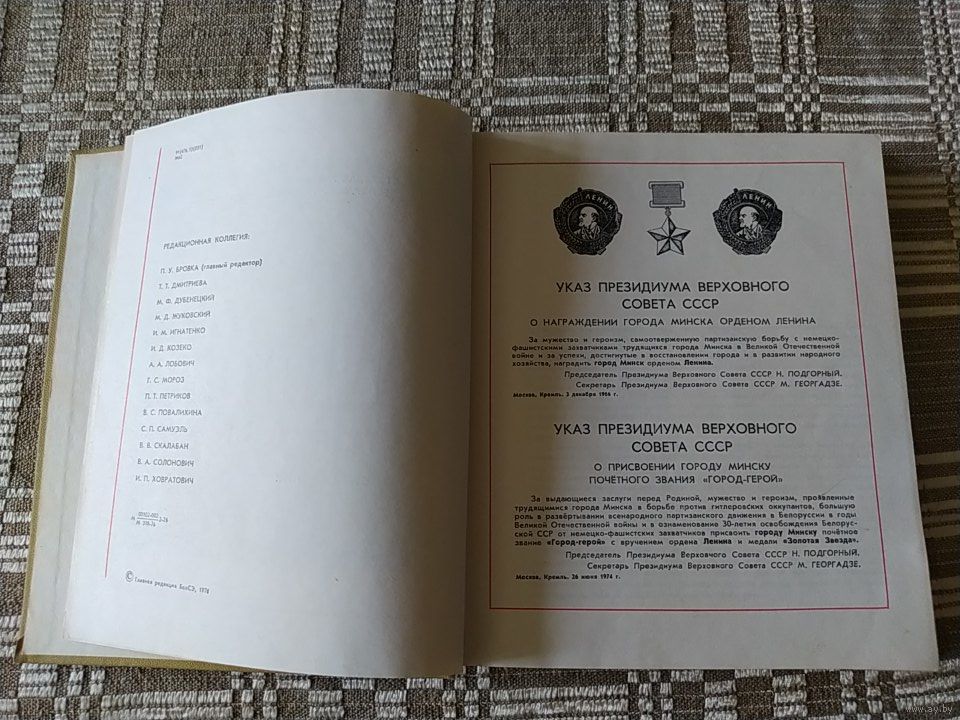 РЕДАКЦИОННАЯ КОЛЛЕГИЯ:
П. У. БРОВКА (главный редактор)
Т. Т. ДМИТРИЕВА
М. Ф. ДУБЕНЕЦКИЙ
М. Д. ЖУКОВСКИЙ
И. М. ИГНАТЕНКО
И. Д. КОЗЕКО
А. А. ЛОБОВИЧ
Г. С. МОРОЗ
П. Т. ПЕТРИКОВ
В. С. ПОВАЛИХИНА
С. П. САМУЭЛЬ
В. В. СКАЛАБАН
В. А. СОЛОНОВИЧ
И. П. ХОВРАТОВИЧ
© Главная редакция БелСЭ, 1976
ЛЕНИН
ЛЕНИН
УКАЗ ПРЕЗИДИУМА ВЕРХОВНОГО
СОВЕТА СССР
О НАГРАЖДЕНИИ ГОРОДА МИНСКА ОРДЕНОМ ЛЕНИНА
За мужество и героизм, самоотверженную партизанскую борьбу с немецко-
фашистскими захватчиками трудящихся города Минска в Великой Отечественной
войне и за успехи, достигнутые в восстановлении города и в развитии народного
хозяйства, наградить город Минск орденом Ленина.
Председатель Президиума Верховного Совета СССР Н. ПОДГОРНЫЙ.
Секретарь Президиума Верховного Совета СССР М. ГЕОРГАДЗЕ.
Москва, Кремль. 3 декабря 1966 г.
УКАЗ ПРЕЗИДИУМА ВЕРХОВНОГО
СОВЕТА СССР
О ПРИСВОЕНИИ ГОРОДУ МИНСКУ
ПОЧЁТНОГО ЗВАНИЯ «ГОРОД-ГЕРОЙ»
За выдающиеся заслуги перед Родиной, мужество и героизм, проявленные
трудящимися города Минска в борьбе против гитлеровских оккупантов, большую
роль в развёртывании всенародного партизанского движения в Белоруссии в годы
Великой Отечественной войны и в ознаменование 30-летия освобождения Белорус-
ской ССР от немецко-фашистских захватчиков присвоить городу Минску почётное
звание «Город-герой» с вручением ордена Ленина и медали «Золотая Звезда».
Председатель Президиума Верховного Совета СССР Н. ПОДГОРНЫЙ.
Секретарь Президиума Верховного Совета СССР М. ГЕОРГАДЗЕ.
Москва, Кремль. 26 июня 1974 г.
www.ay.by